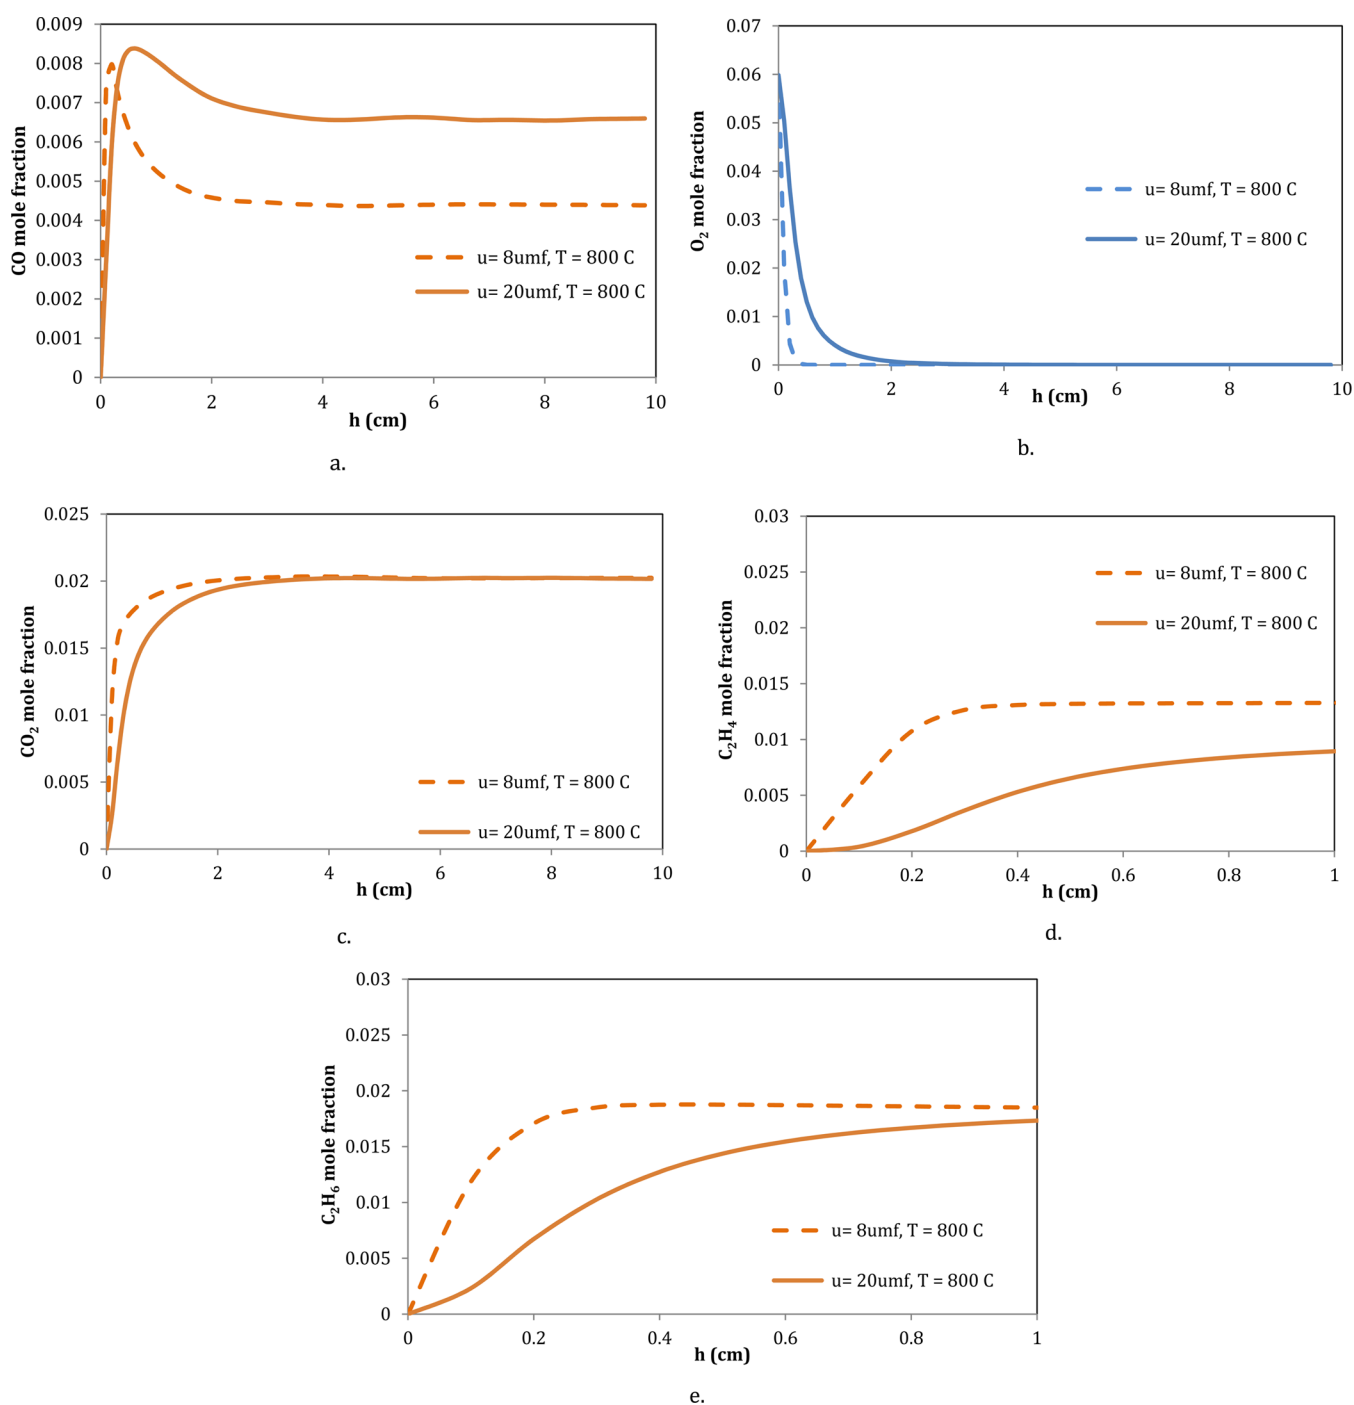 0.009
0.008
0.007
0.006
0.005
0.004
0.003
0.002
0.001
0
CO mole fraction
u= 8umf, T = 800 C
u= 20umf, T = 800 C
0 2 4 6 8 10
h (cm)
a.
0.07
0.06
0.05
0.04
0.03
0.02
0.01
0
O₂ mole fraction
u= 8umf, T = 800 C
u= 20umf, T = 800 C
0 2 4 6 8 10
h (cm)
b.
0.025
0.02
0.015
0.01
0.005
0
CO₂ mole fraction
u= 8umf, T = 800 C
u= 20umf, T = 800 C
0 2 4 6 8 10
h (cm)
c.
0.03
0.025
0.02
0.015
0.01
0.005
0
C₂H₄ mole fraction
u= 8umf, T = 800 C
u= 20umf, T = 800 C
0 0.2 0.4 0.6 0.8 1
h (cm)
d.
0.03
0.025
0.02
0.015
0.01
0.005
0
C₂H₆ mole fraction
u= 8umf, T = 800 C
u= 20umf, T = 800 C
0 0.2 0.4 0.6 0.8 1
h (cm)
e.